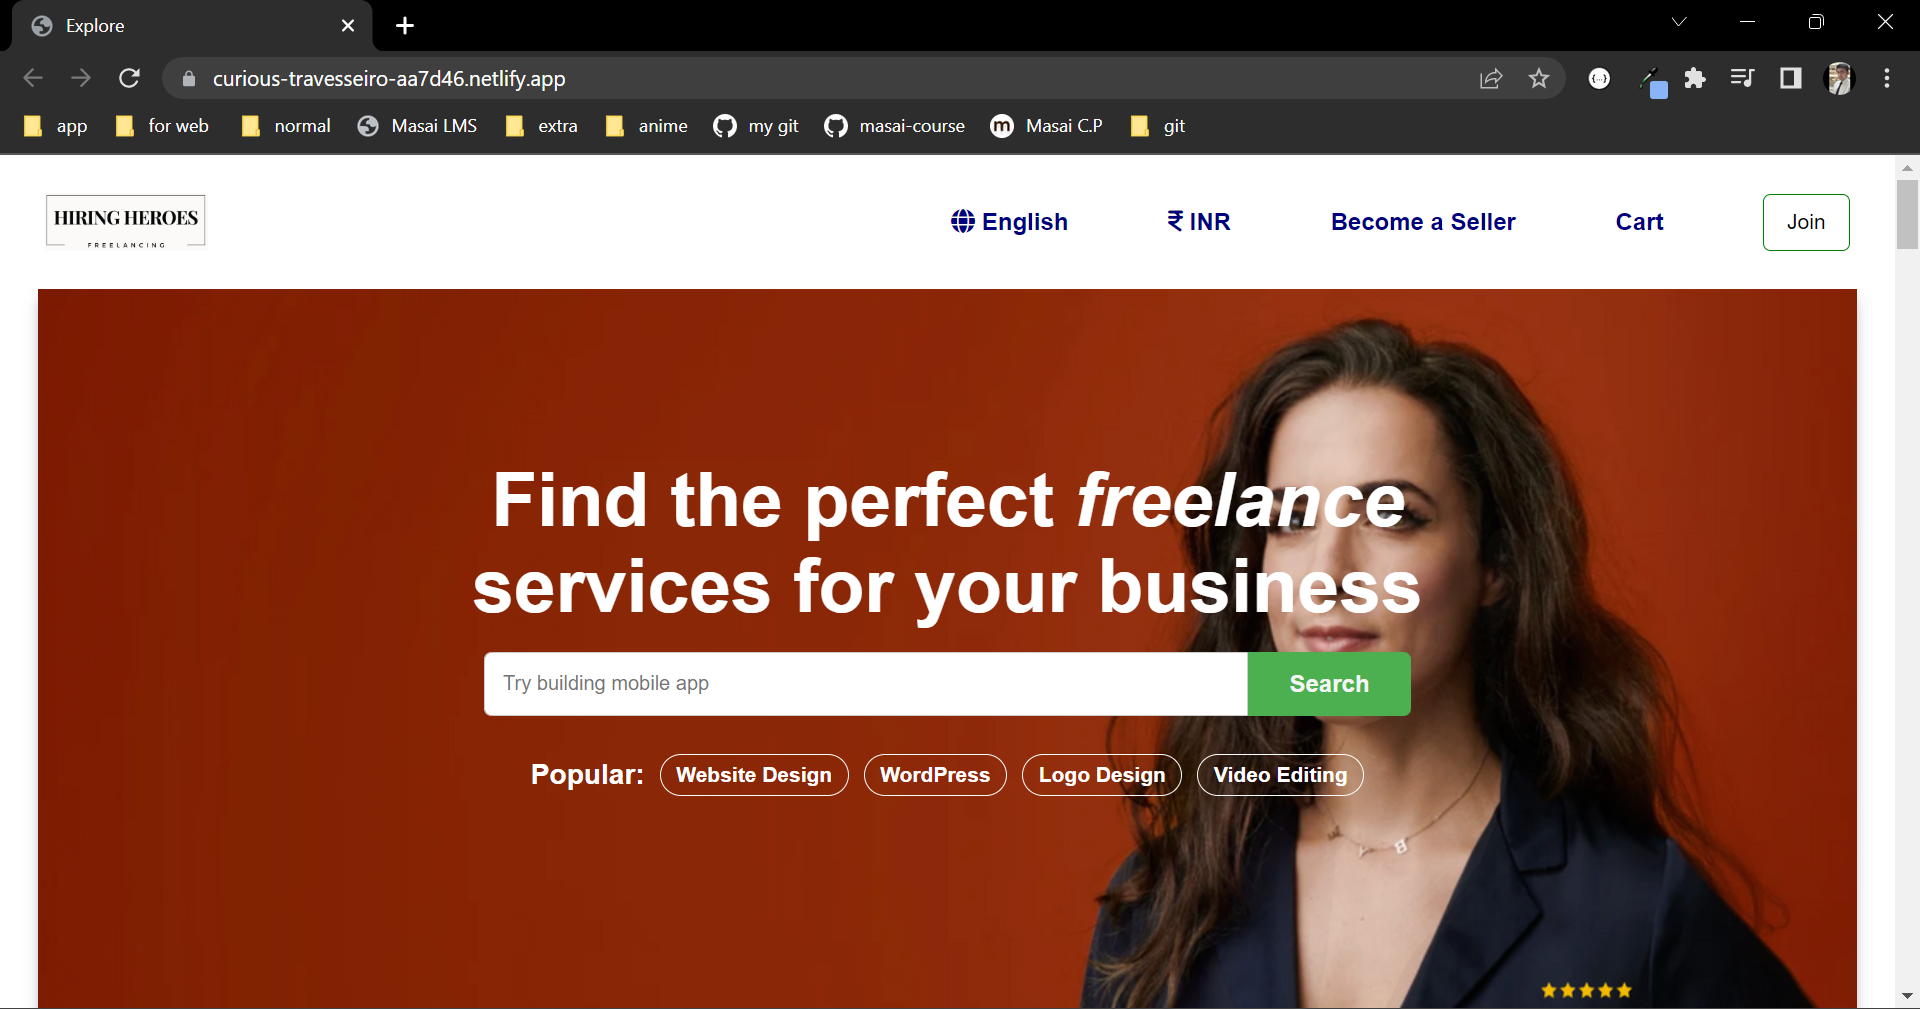 Explore
curious-travesseiro-aa7d46.netlify.app
app for web normal Masai LMS extra anime my git masai-course Masai C.P git
HIRING HEROES
FREELANCING
English ₹ INR Become a Seller Cart Join
Find the perfect freelance
services for your business
Try building mobile app Search
Popular: Website Design WordPress Logo Design Video Editing